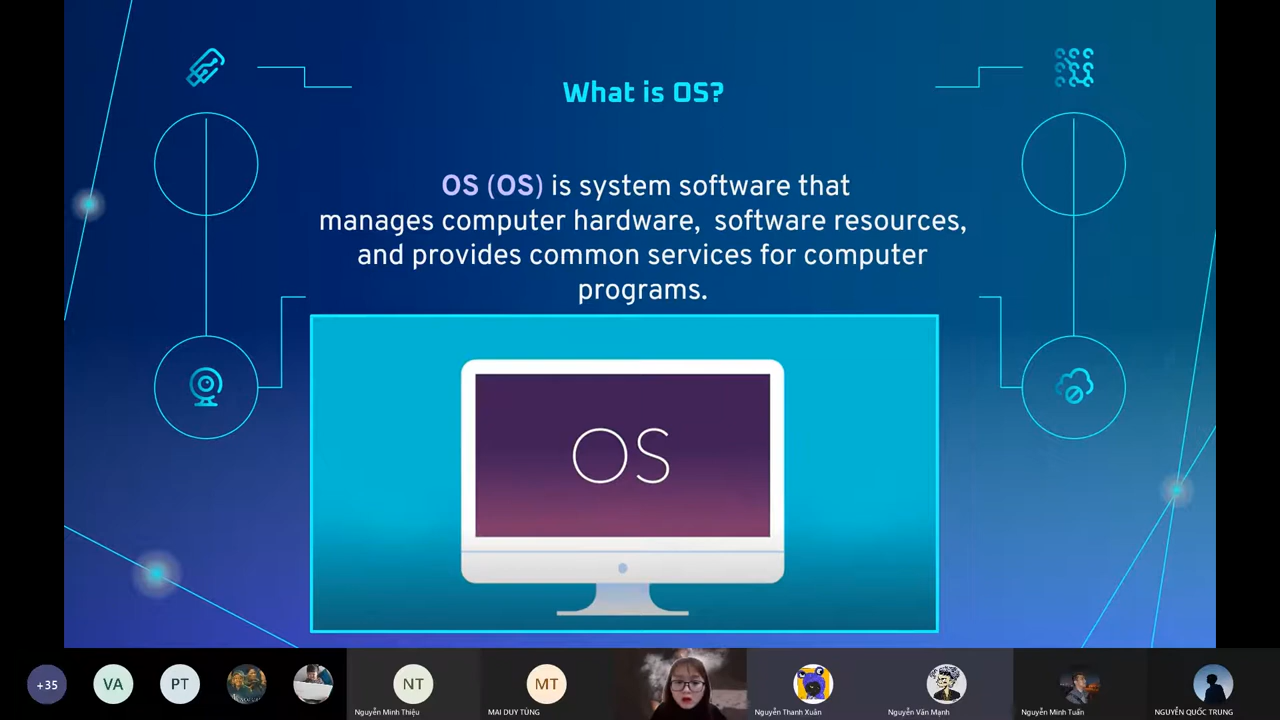 What is OS?
OS (OS) is system software that
manages computer hardware, software resources,
and provides common services for computer
programs.
OS
+35
VA
PT
NT
MT
Nguyễn Minh Thiệu
MAI DUY TÙNG
Nguyễn Thanh Xuân
Nguyễn Văn Mạnh
Nguyễn Minh Tuấn
NGUYỄN QUỐC TRUNG